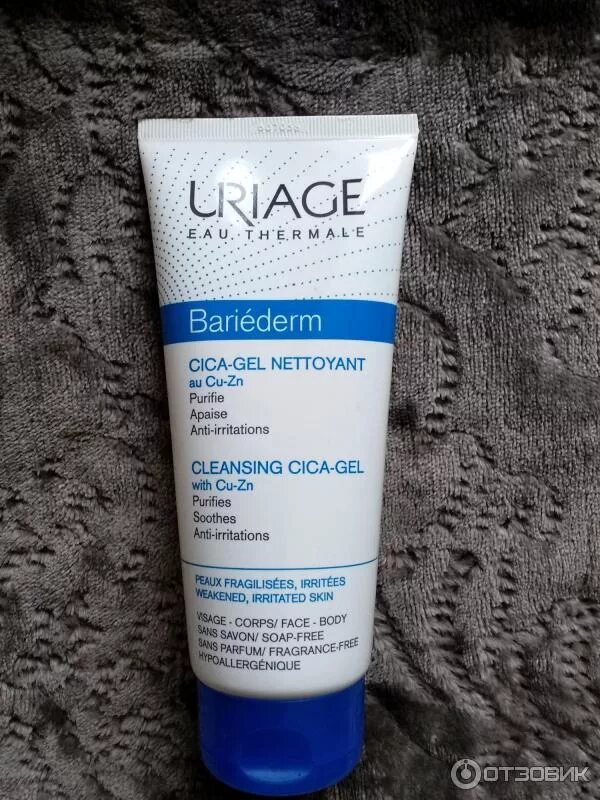 URIAGE
EAU THERMALE
Bariéderm
CICA-GEL NETTOYANT
au Cu-Zn
Purifie
Apaise
Anti-irritations
CLEANSING CICA-GEL
with Cu-Zn
Purifies
Soothes
Anti-irritations
PEAUX FRAGILISÉES, IRRITÉES
WEAKENED, IRRITATED SKIN
VISAGE - CORPS/ FACE - BODY
SANS SAVON/ SOAP-FREE
SANS PARFUM/ FRAGRANCE-FREE
HYPOALLERGÉNIQUE
ОТЗОВИК